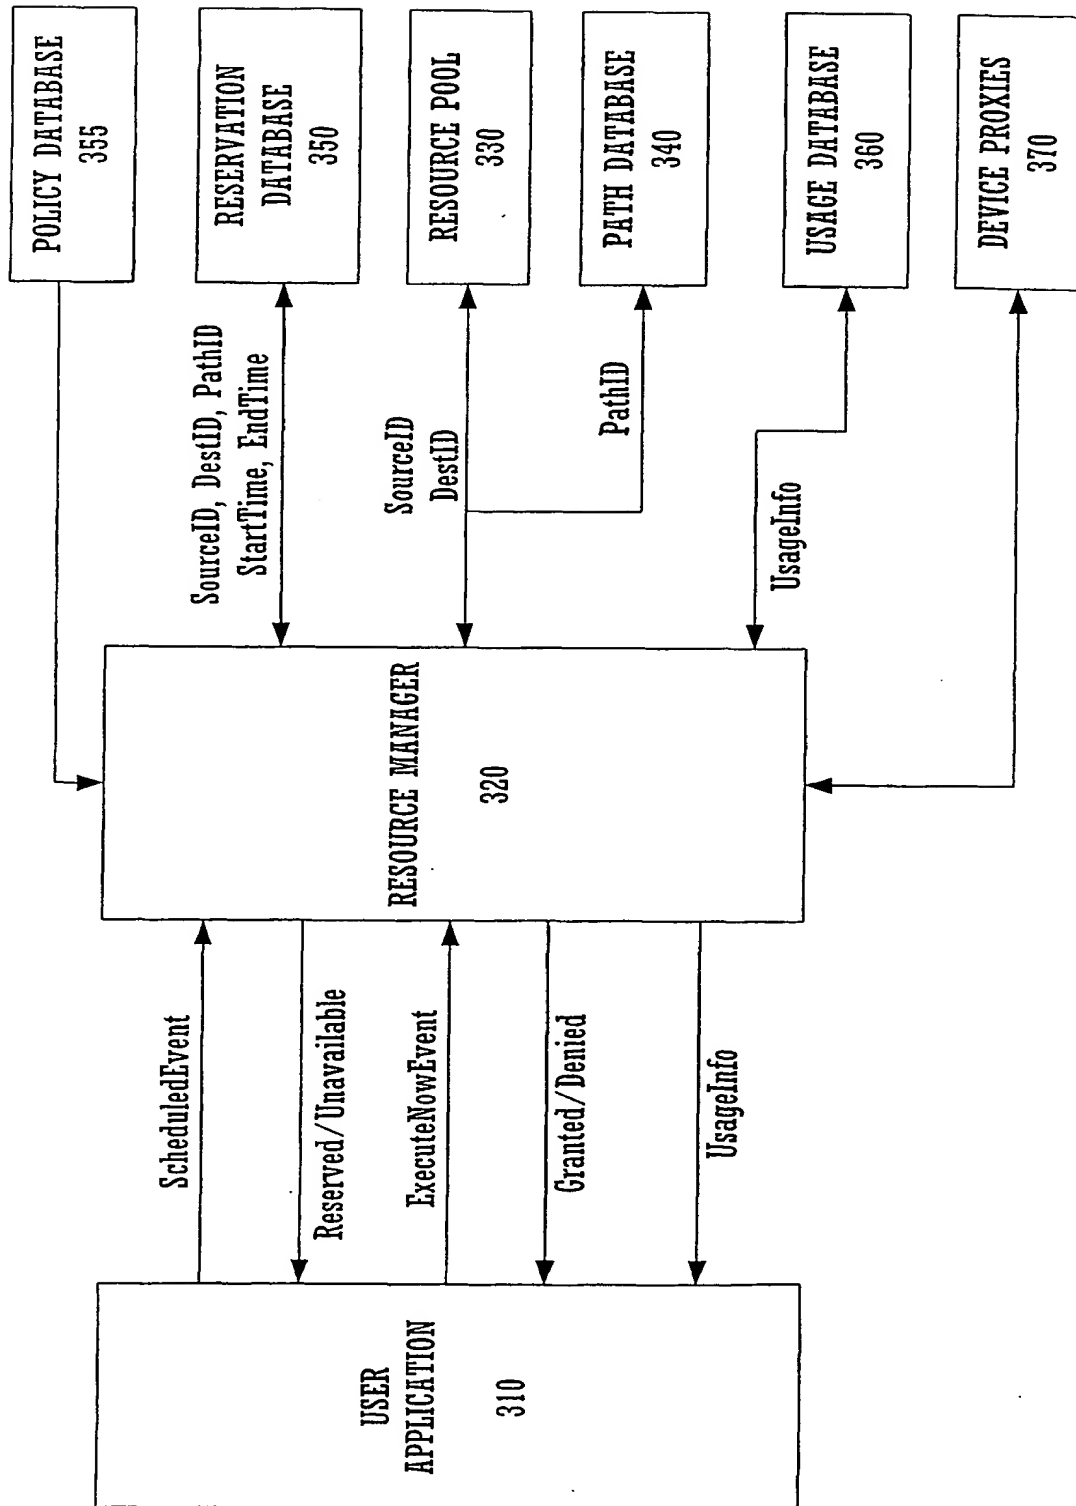 USER
APPLICATION
310
ScheduledEvent
Reserved/Unavailable
ExecuteNowEvent
Granted/Denied
UsageInfo
RESOURCE MANAGER
320
SourceID, DestID, PathID
StartTime, EndTime
SourceID
DestID
PathID
UsageInfo
POLICY DATABASE
355
RESERVATION
DATABASE
350
RESOURCE POOL
330
PATH DATABASE
340
USAGE DATABASE
360
DEVICE PROXIES
370